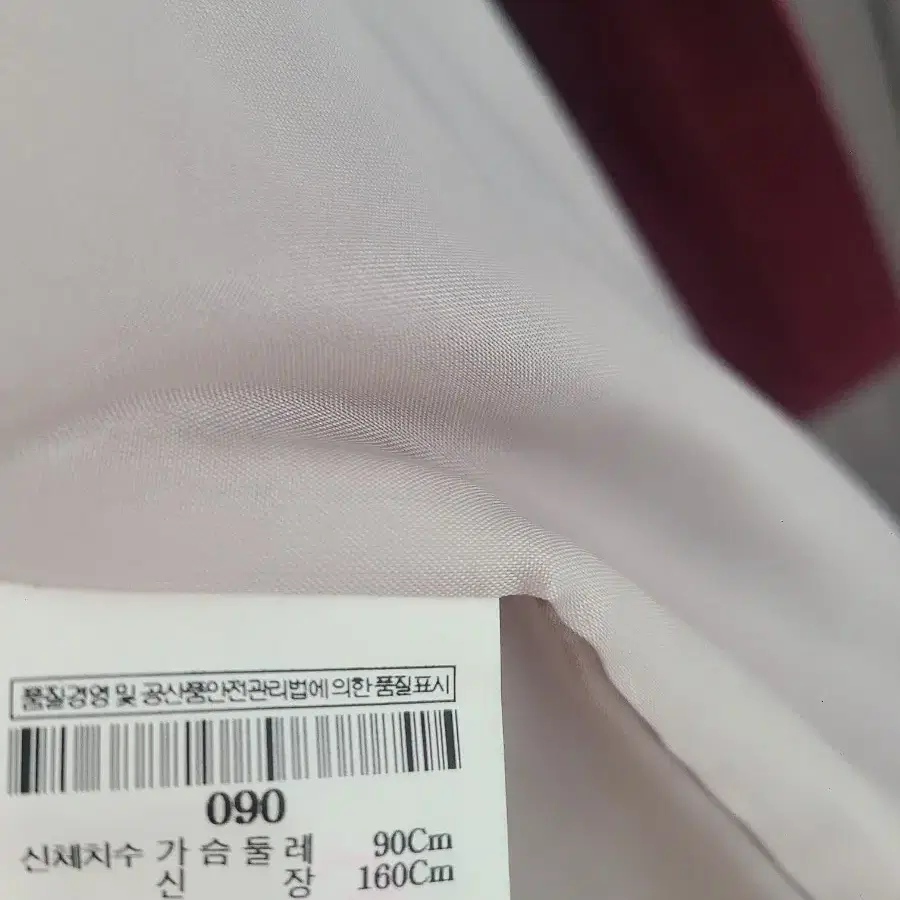 품질경영 및 공산품안전관리법에 의한 품질표시
090
신체치수 가 슴 둘 레 90Cm
신 장 160Cm